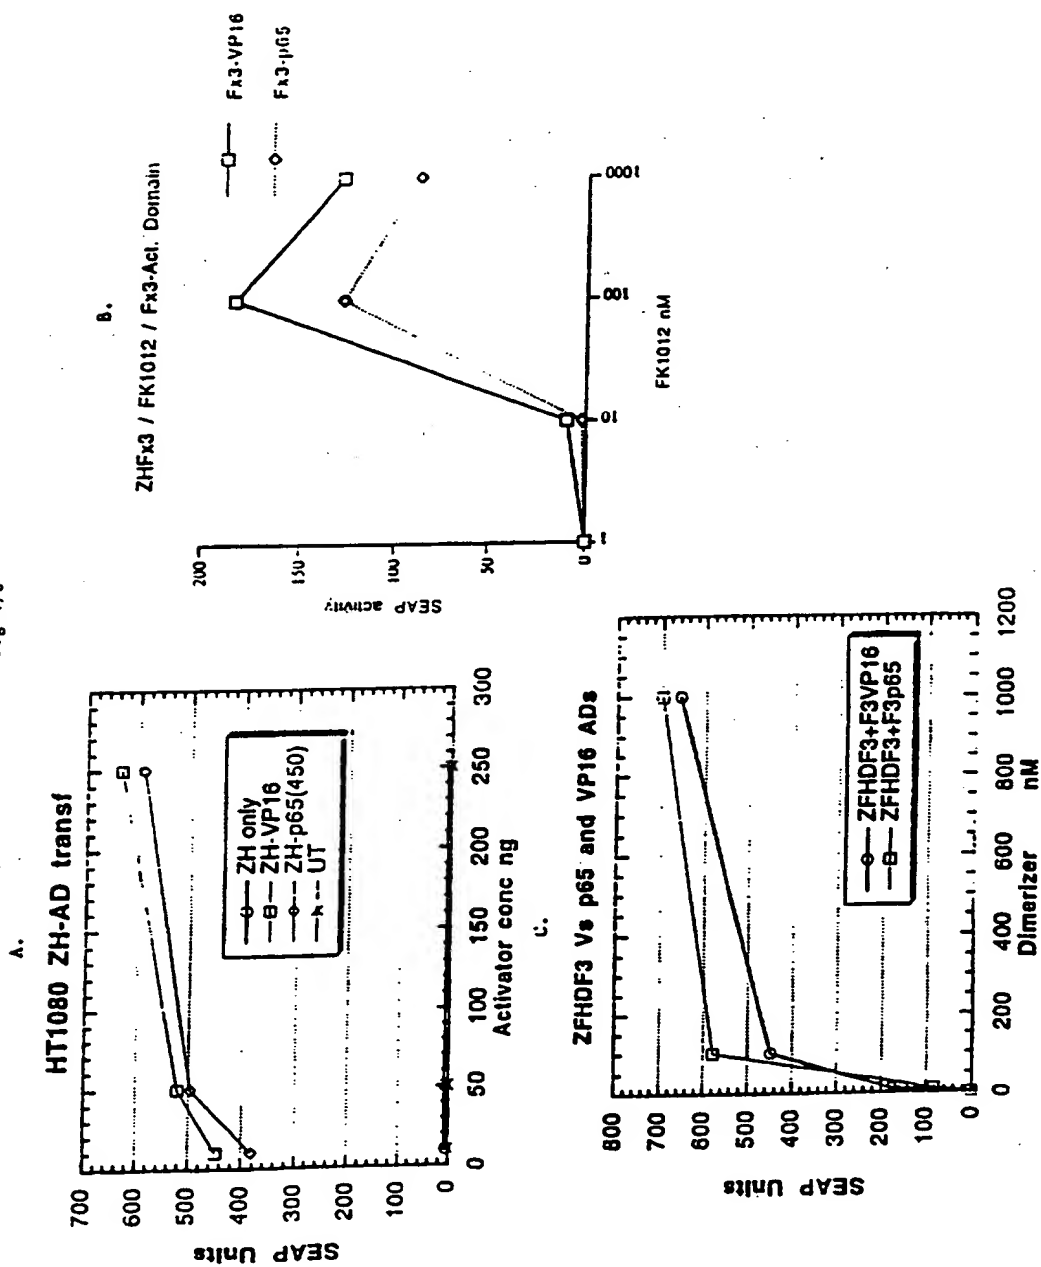 A.
HT1080 ZH-AD transf
700
600
500
400
300
200
100
0
SEAP Units
0
50
100
150
200
250
300
Activator conc ng
ZH only
ZH-VP16
ZH-p65(450)
UT
B.
ZHFx3 / FK1012 / Fx3-Act. Domain
Fx3-VP16
Fx3-p65
200
150
100
50
0
SEAP activity
1
10
100
1000
FK1012 nM
C.
ZFHDF3 Vs p65 and VP16 ADs
800
700
600
500
400
300
200
100
0
SEAP Units
0
200
400
600
800
1000
1200
Dimerizer nM
ZFHDF3+F3VP16
ZFHDF3+F3p65